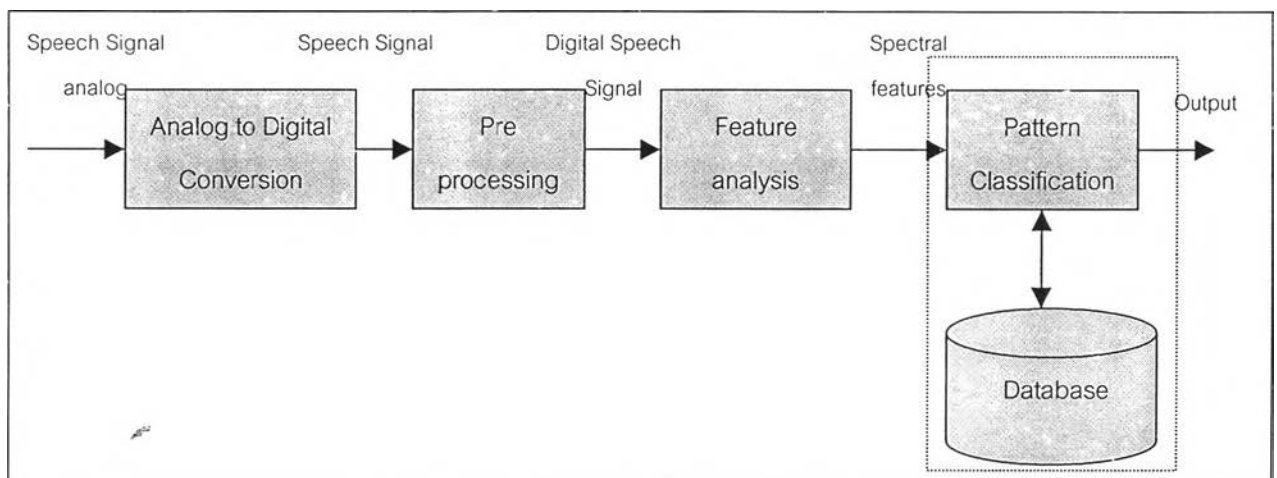 Speech Signal
analog
Analog to Digital
Conversion
Speech Signal
Pre
processing
Digital Speech
Signal
Feature
analysis
Spectral
features
Pattern
Classification
Output
Database